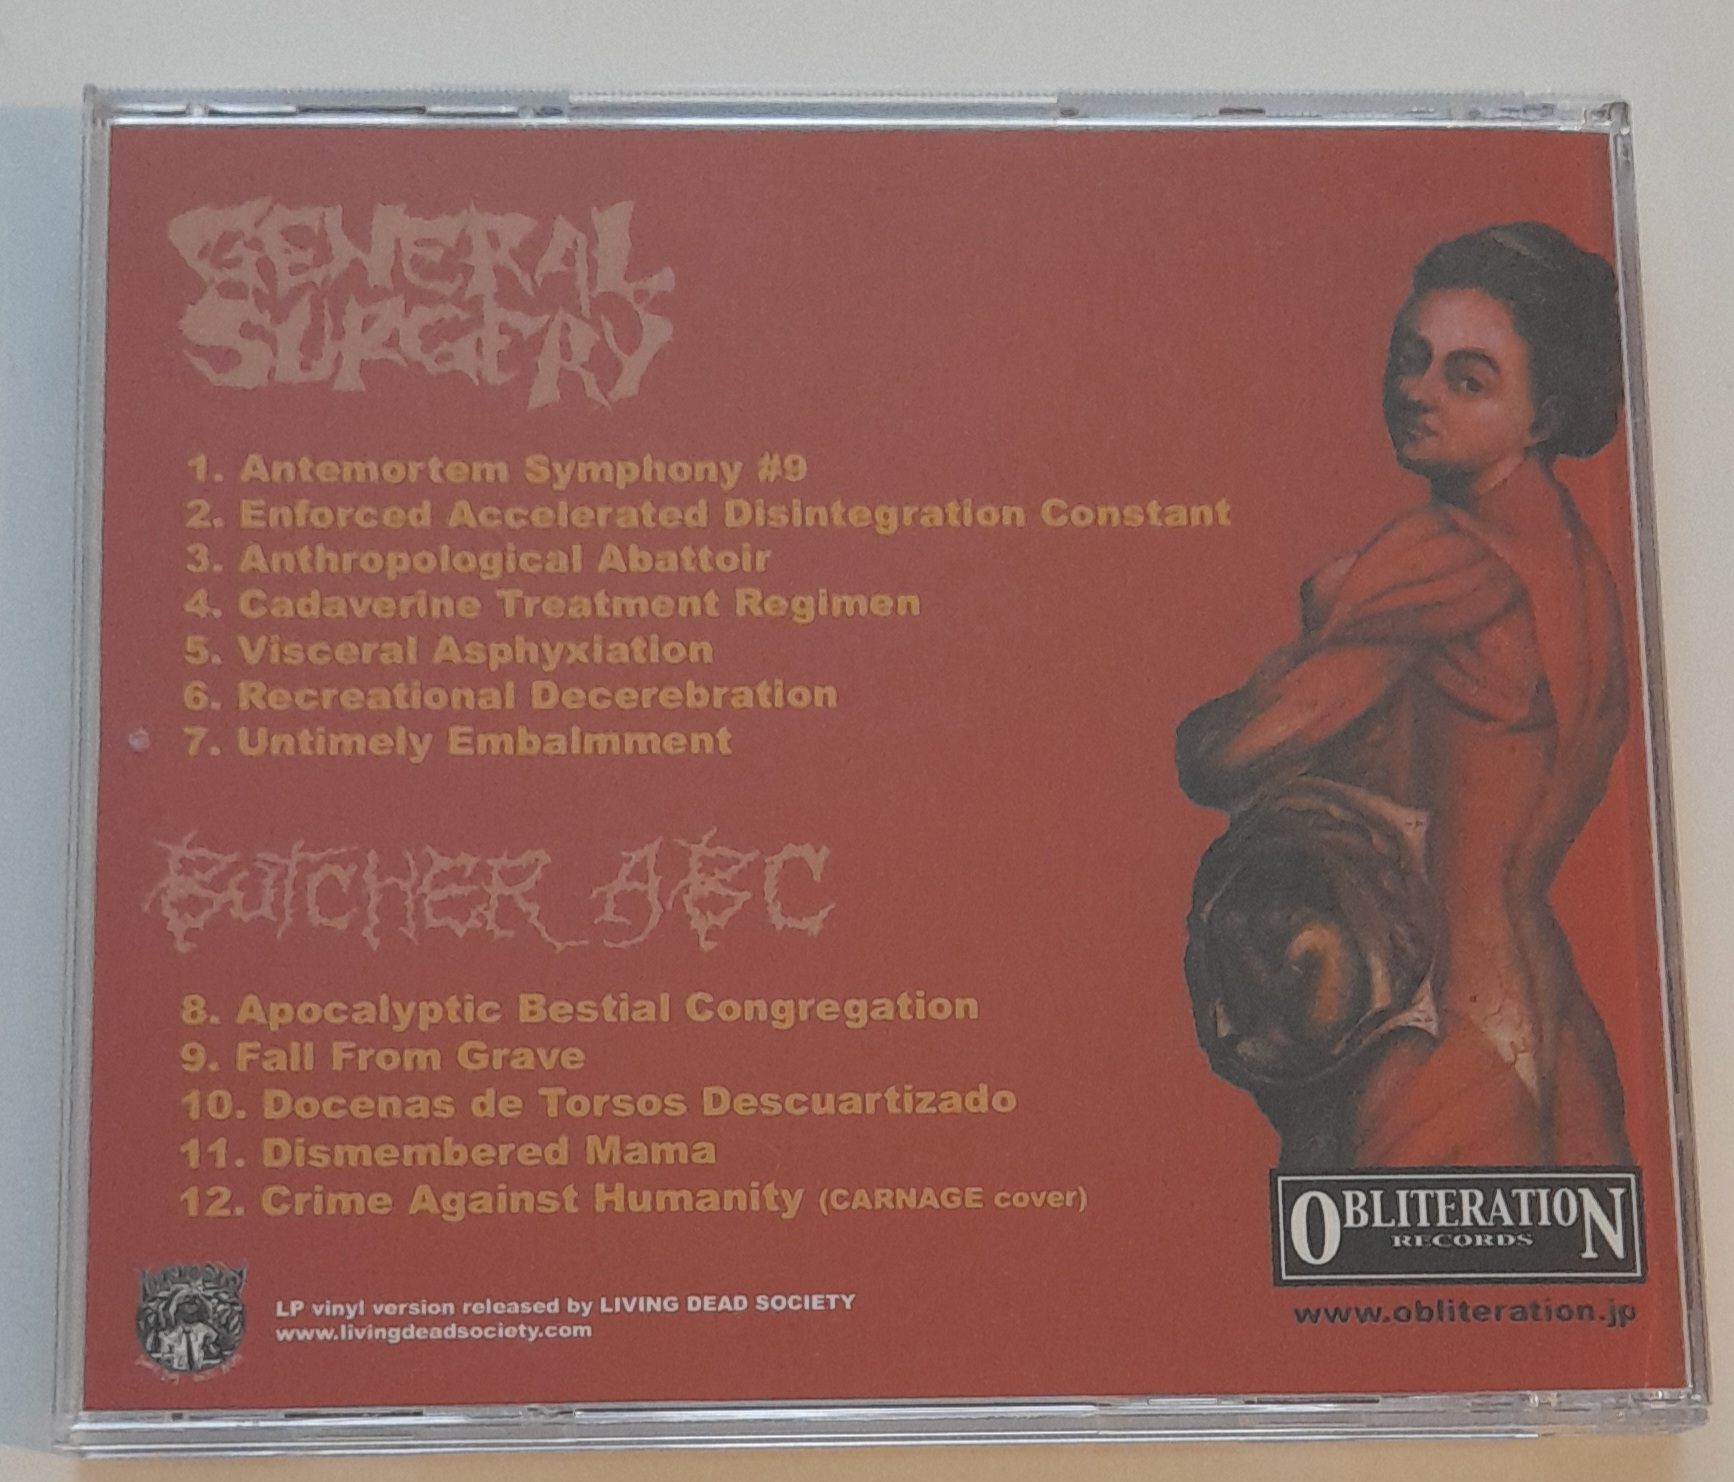 GENERAL
SURGERY
1. Antemortem Symphony #9
2. Enforced Accelerated Disintegration Constant
3. Anthropological Abattoir
4. Cadaverine Treatment Regimen
5. Visceral Asphyxiation
6. Recreational Decerebration
7. Untimely Embalmment
BUTCHER ABC
8. Apocalyptic Bestial Congregation
9. Fall From Grave
10. Docenas de Torsos Descuartizado
11. Dismembered Mama
12. Crime Against Humanity (CARNAGE cover)
LP vinyl version released by LIVING DEAD SOCIETY
www.livingdeadsociety.com
OBLITERATION
RECORDS
www.obliteration.jp